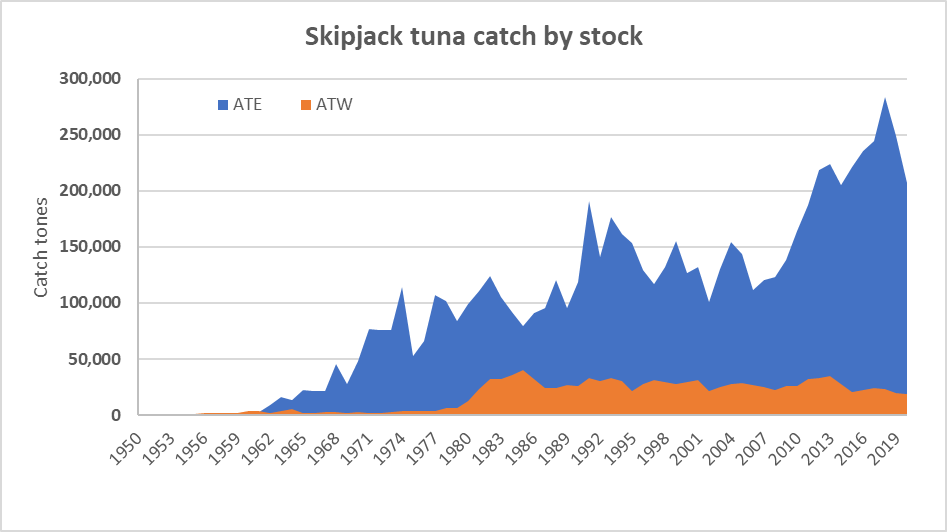 Skipjack tuna catch by stock
300,000
250,000
200,000
150,000
100,000
50,000
0
Catch tones
ATE ATW
1950 1953 1956 1959 1962 1965 1968 1971 1974 1977 1980 1983 1986 1989 1992 1995 1998 2001 2004 2007 2010 2013 2016 2019